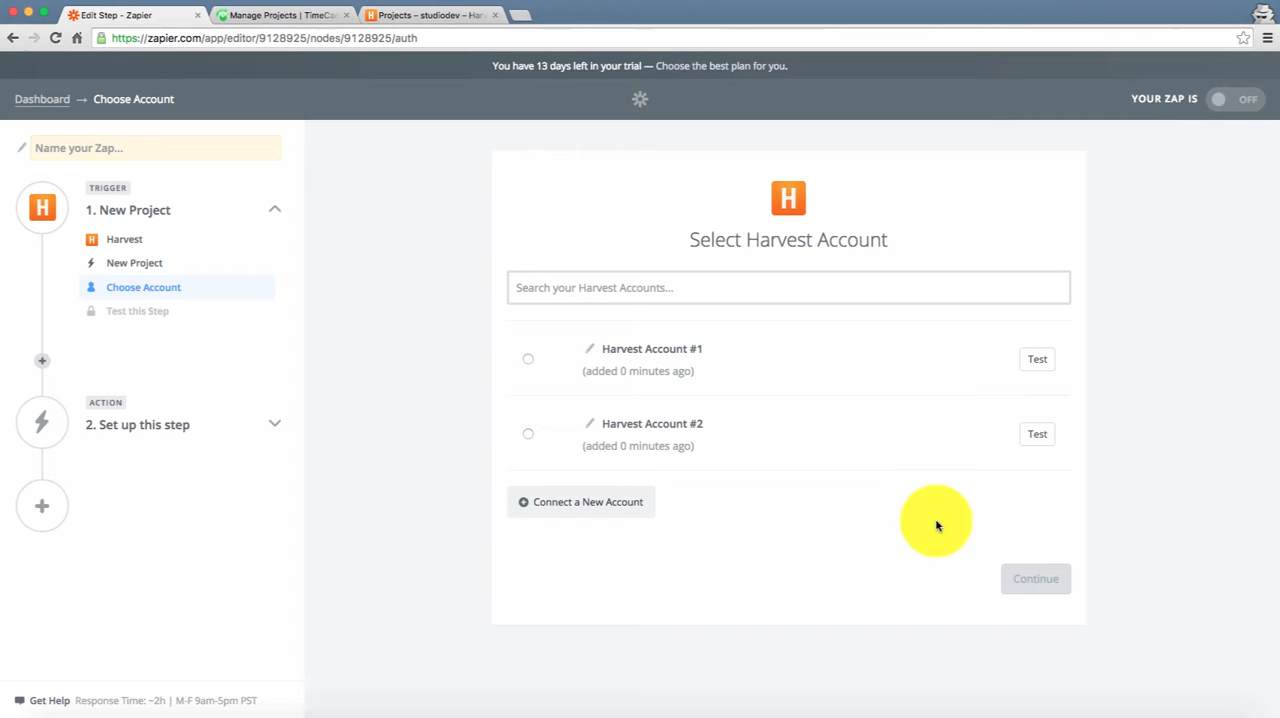 Edit Step - Zapier
Manage Projects | TimeCa
Projects – studiodev – Har
https://zapier.com/app/editor/9128925/nodes/9128925/auth
You have 13 days left in your trial — Choose the best plan for you.
Dashboard → Choose Account
YOUR ZAP IS OFF
Name your Zap...
TRIGGER
H
1. New Project
Harvest
New Project
Choose Account
Test this Step
ACTION
2. Set up this step
H
Select Harvest Account
Search your Harvest Accounts...
Harvest Account #1
(added 0 minutes ago)
Test
Harvest Account #2
(added 0 minutes ago)
Test
Connect a New Account
Continue
Get Help Response Time: ~2h | M-F 9am-5pm PST